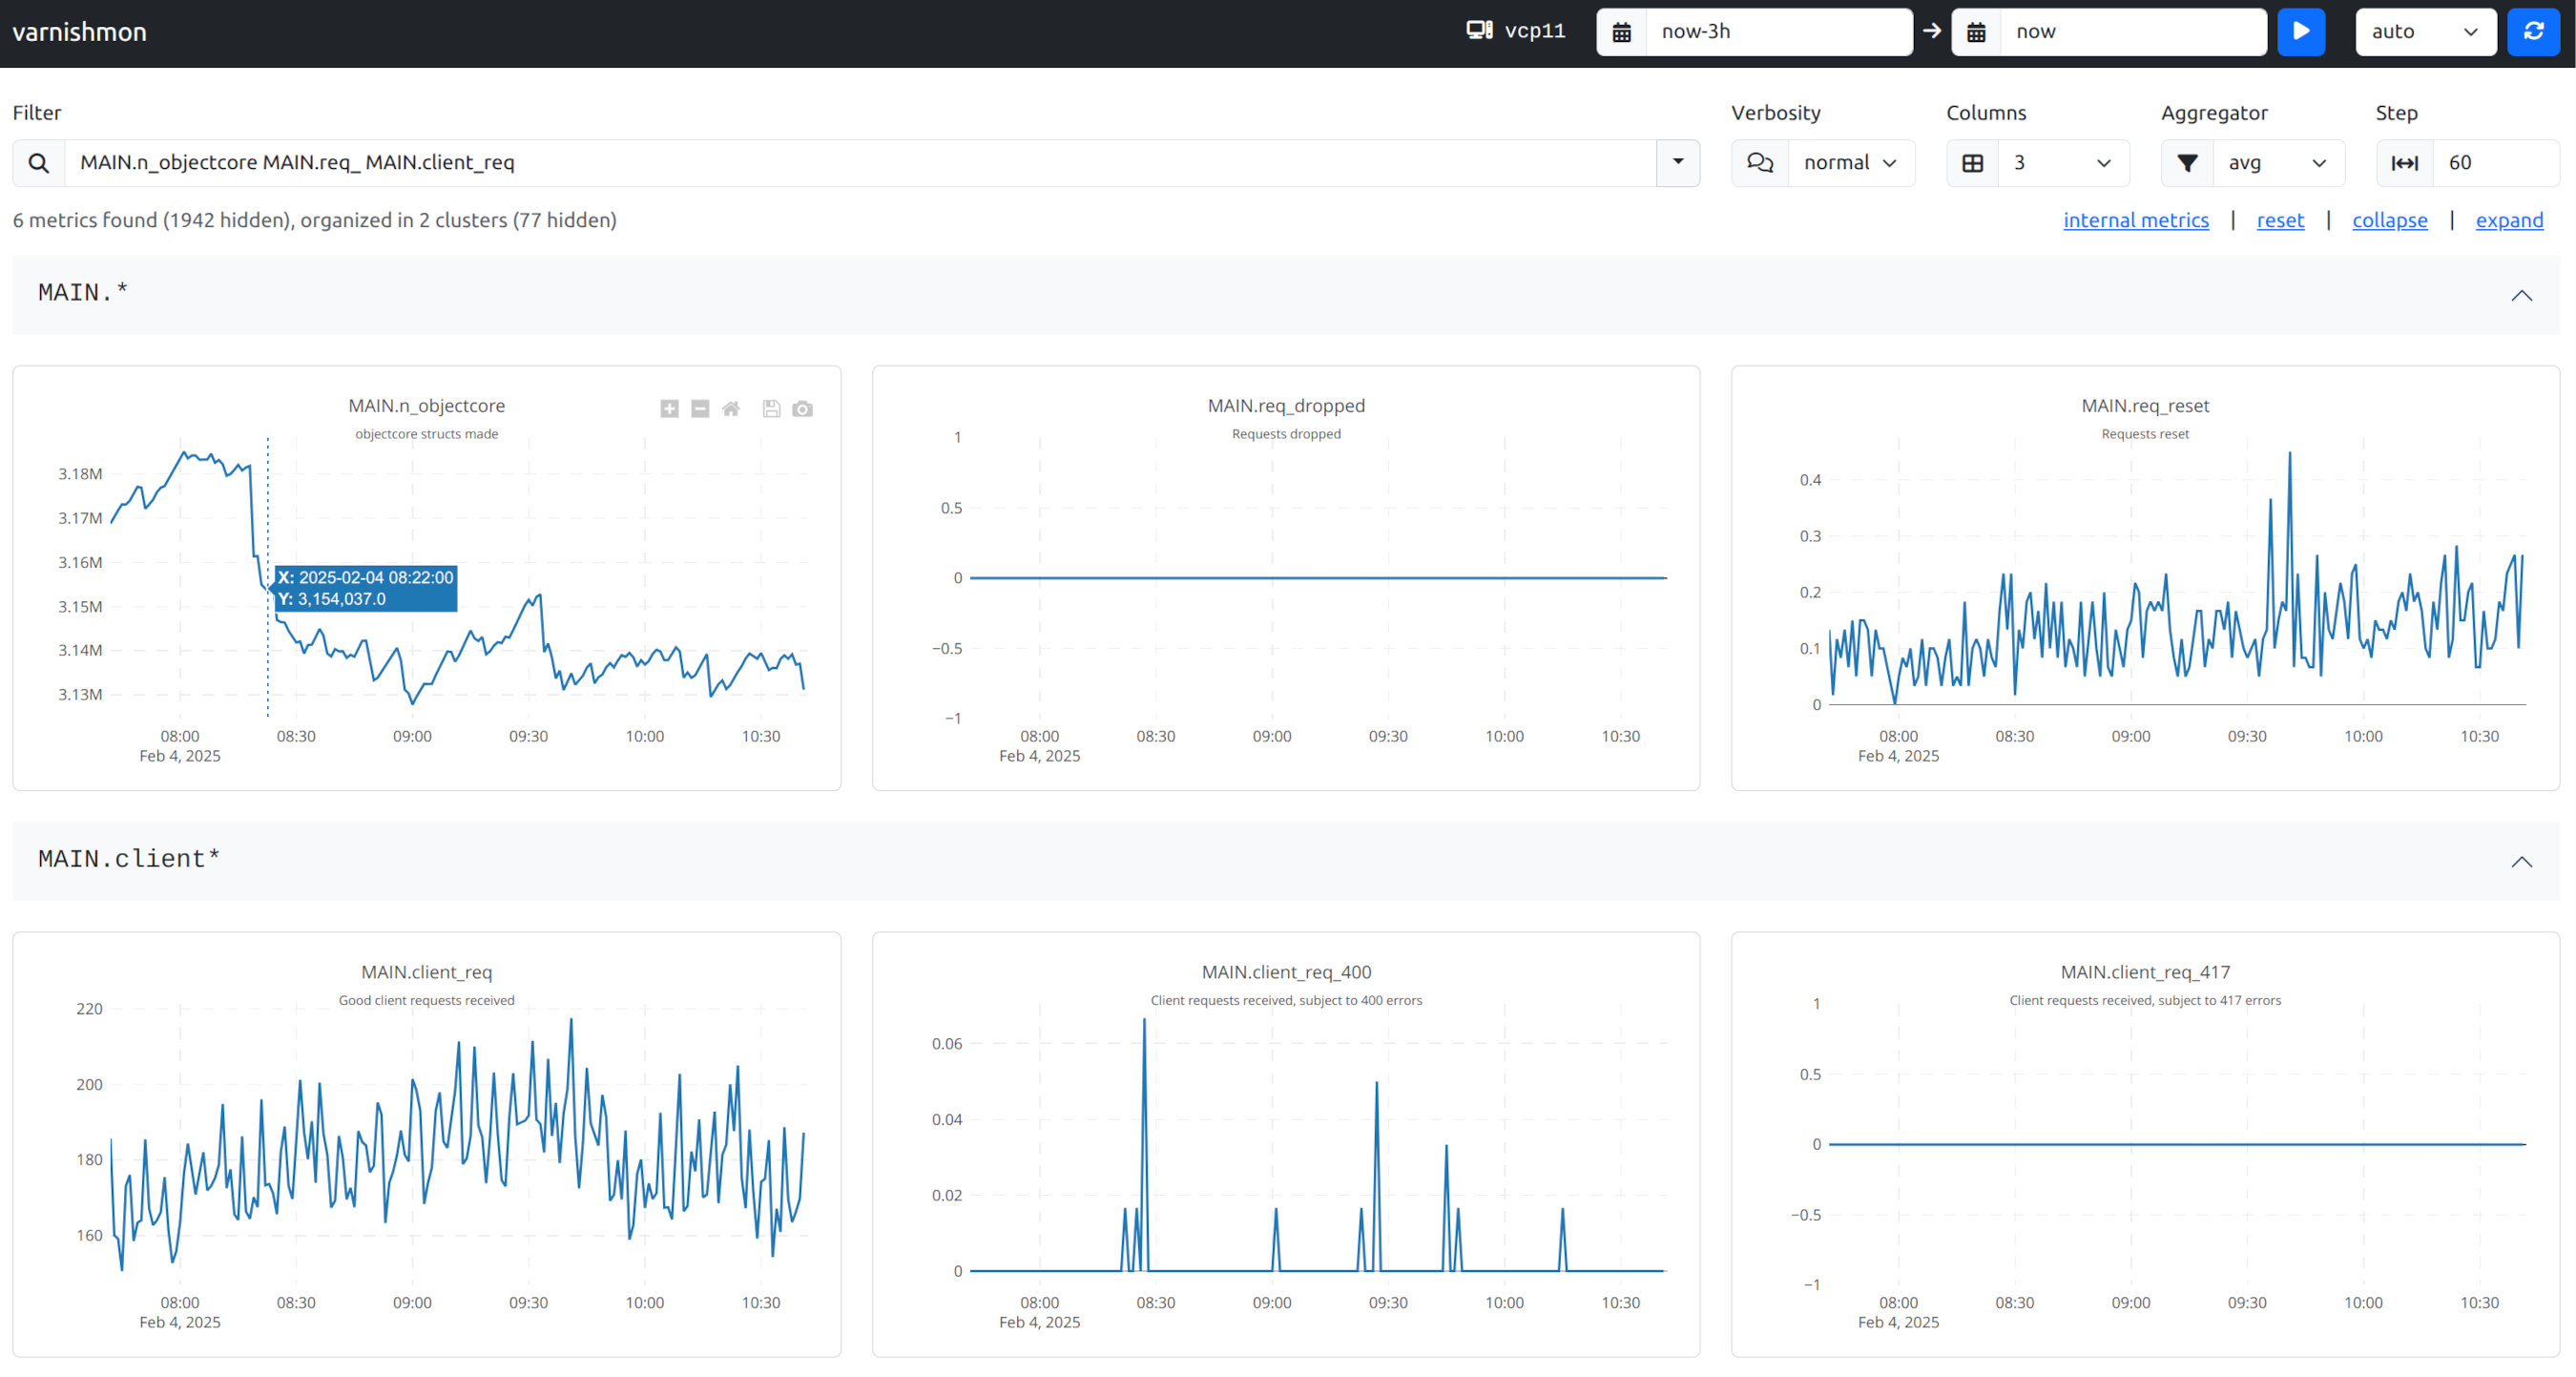 varnishmon
vcp11
now-3h
now
auto
Filter
Verbosity
Columns
Aggregator
Step
MAIN.n_objectcore MAIN.req_ MAIN.client_req
normal
3
avg
60
6 metrics found (1942 hidden), organized in 2 clusters (77 hidden)
internal metrics | reset | collapse | expand
MAIN.*
MAIN.n_objectcore
objectcore structs made
3.18M
3.17M
3.16M
3.15M
3.14M
3.13M
X: 2025-02-04 08:22:00
Y: 3,154,037.0
08:00 08:30 09:00 09:30 10:00 10:30
Feb 4, 2025
MAIN.req_dropped
Requests dropped
1
0.5
0
−0.5
−1
08:00 08:30 09:00 09:30 10:00 10:30
Feb 4, 2025
MAIN.req_reset
Requests reset
0.4
0.3
0.2
0.1
0
08:00 08:30 09:00 09:30 10:00 10:30
Feb 4, 2025
MAIN.client*
MAIN.client_req
Good client requests received
220
200
180
160
08:00 08:30 09:00 09:30 10:00 10:30
Feb 4, 2025
MAIN.client_req_400
Client requests received, subject to 400 errors
0.06
0.04
0.02
0
08:00 08:30 09:00 09:30 10:00 10:30
Feb 4, 2025
MAIN.client_req_417
Client requests received, subject to 417 errors
1
0.5
0
−0.5
−1
08:00 08:30 09:00 09:30 10:00 10:30
Feb 4, 2025